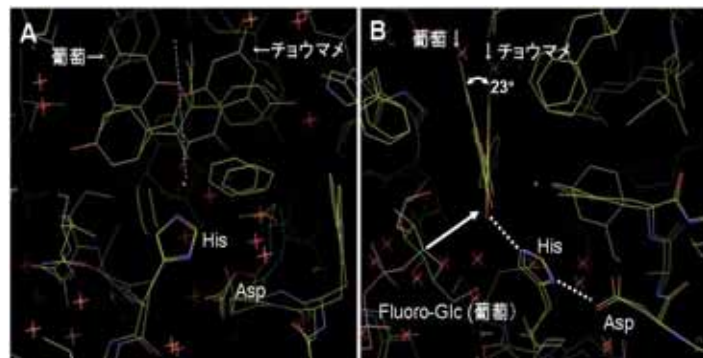 A
葡萄→
←チョウマメ
His
Asp
B
葡萄↓
↓チョウマメ
23°
His
Fluoro-Glc (葡萄)
Asp